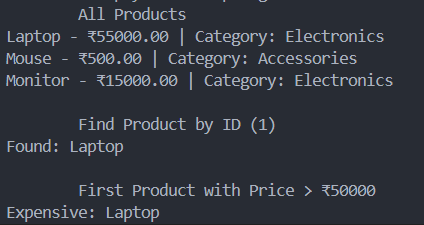 All Products
Laptop - ₹55000.00 | Category: Electronics
Mouse - ₹500.00 | Category: Accessories
Monitor - ₹15000.00 | Category: Electronics
Find Product by ID (1)
Found: Laptop
First Product with Price > ₹50000
Expensive: Laptop